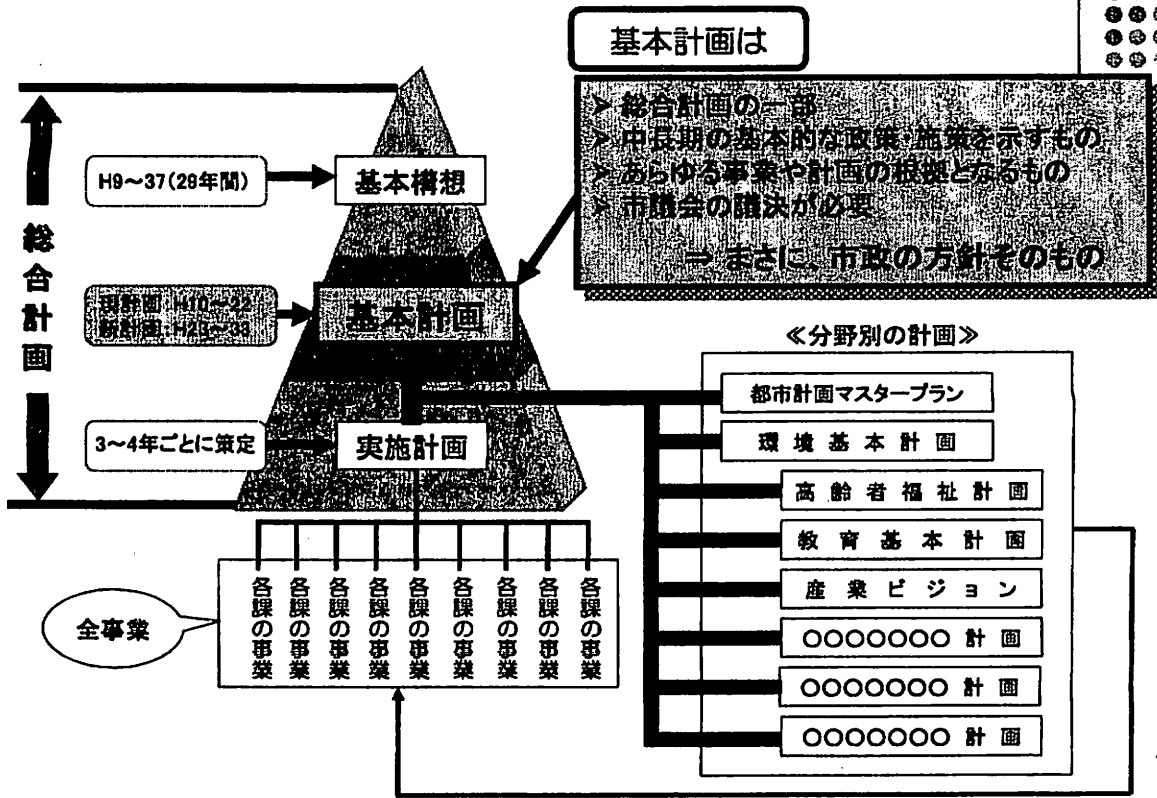 基本計画は
➢ 総合計画の一部
➢ 中長期の基本的な政策・施策を示すもの
➢ あらゆる事業や計画の根拠となるもの
➢ 市議会の議決が必要
⇒ まさに、市政の方針そのもの
総合計画
H9~37(29年間)
基本構想
現計画:H10~22
新計画:H23~33
基本計画
3~4年ごとに策定
実施計画
≪分野別の計画≫
都市計画マスタープラン
環境基本計画
高齢者福祉計画
教育基本計画
産業ビジョン
○○○○○○○ 計画
○○○○○○○ 計画
○○○○○○○ 計画
全事業
各課の事業
各課の事業
各課の事業
各課の事業
各課の事業
各課の事業
各課の事業
各課の事業
各課の事業